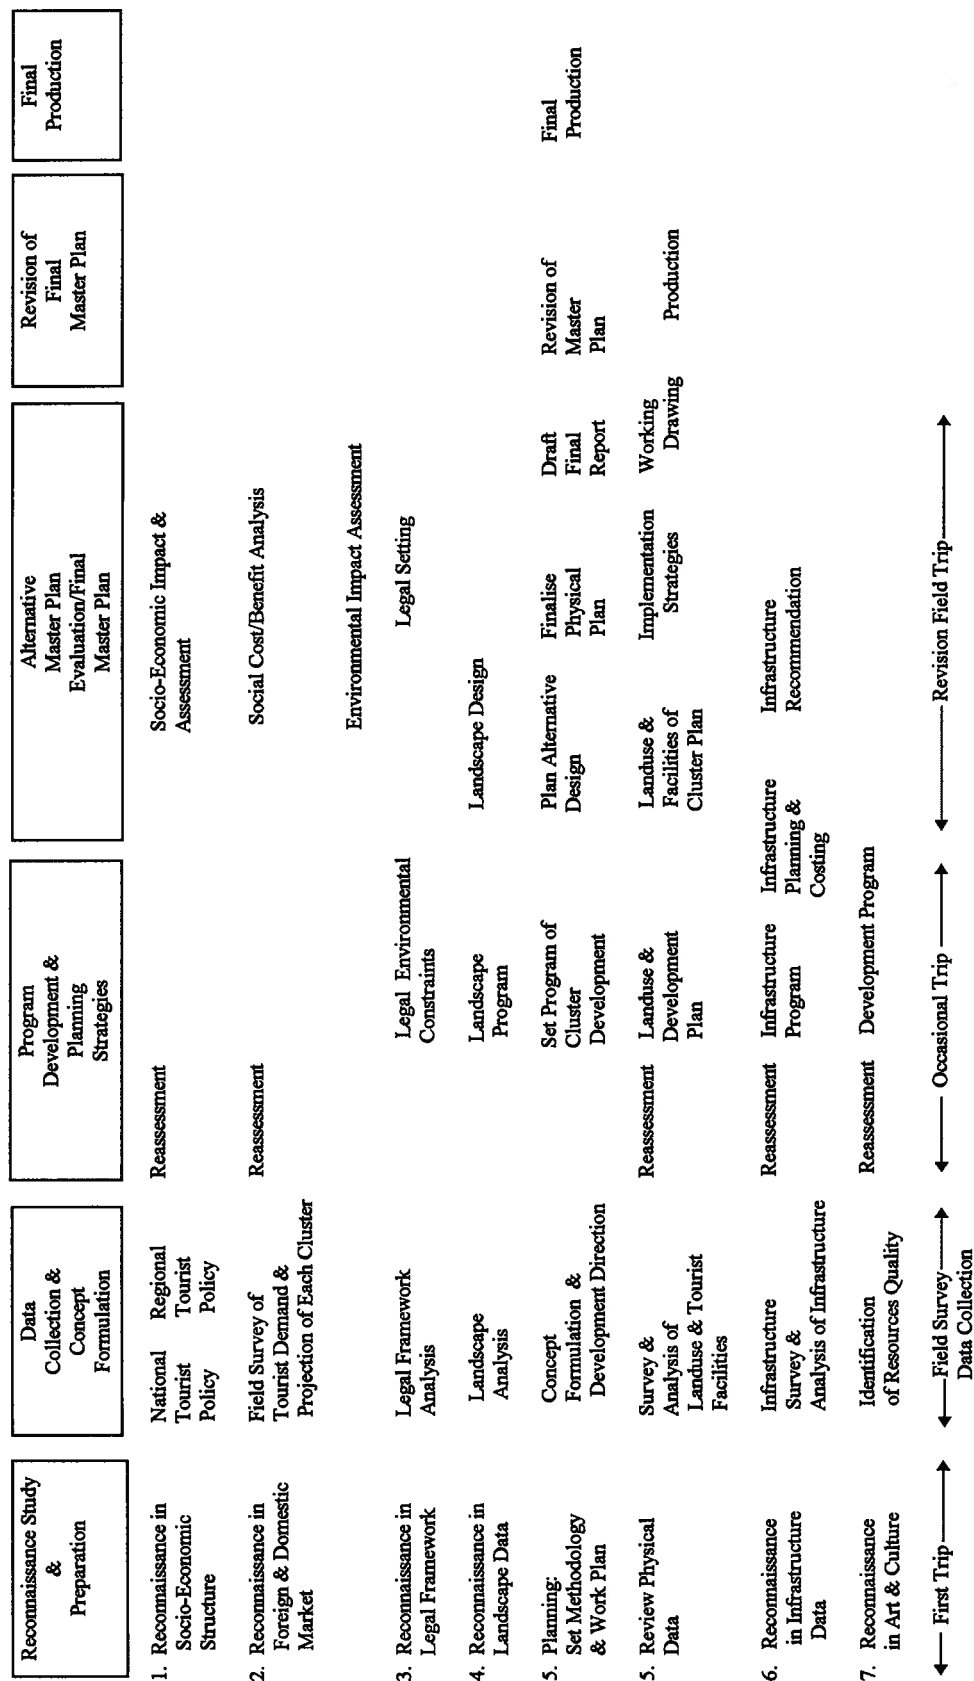 Reconnaissance Study
&
Preparation
Data
Collection &
Concept
Formulation
Program
Development &
Planning
Strategies
Alternative
Master Plan
Evaluation/Final
Master Plan
Revision of
Final
Master Plan
Final
Production
1. Reconnaissance in
Socio-Economic
Structure
National
Tourist
Policy
Regional
Tourist
Policy
Reassessment
Socio-Economic Impact &
Assessment
2. Reconnaissance in
Foreign & Domestic
Market
Field Survey of
Tourist Demand &
Projection of Each Cluster
Reassessment
Social Cost/Benefit Analysis
Environmental Impact Assessment
3. Reconnaissance in
Legal Framework
Legal Framework
Analysis
Legal Environmental
Constraints
Legal Setting
4. Reconnaissance in
Landscape Data
Landscape
Analysis
Landscape
Program
Landscape Design
5. Planning:
Set Methodology
& Work Plan
Concept
Formulation &
Development Direction
Set Program of
Cluster
Development
Plan Alternative
Design
Finalise
Physical
Plan
Draft
Final
Report
Revision of
Master
Plan
Final
Production
5. Review Physical
Data
Survey &
Analysis of
Landuse & Tourist
Facilities
Reassessment
Landuse &
Development
Plan
Landuse &
Facilities of
Cluster Plan
Implementation
Strategies
Working
Drawing
Production
6. Reconnaissance
in Infrastructure
Data
Infrastructure
Survey &
Analysis of Infrastructure
Reassessment
Infrastructure
Program
Infrastructure
Planning &
Costing
Infrastructure
Recommendation
7. Reconnaissance
in Art & Culture
Identification
of Resources Quality
Reassessment
Development Program
First Trip
Field Survey
Data Collection
Occasional Trip
Revision Field Trip